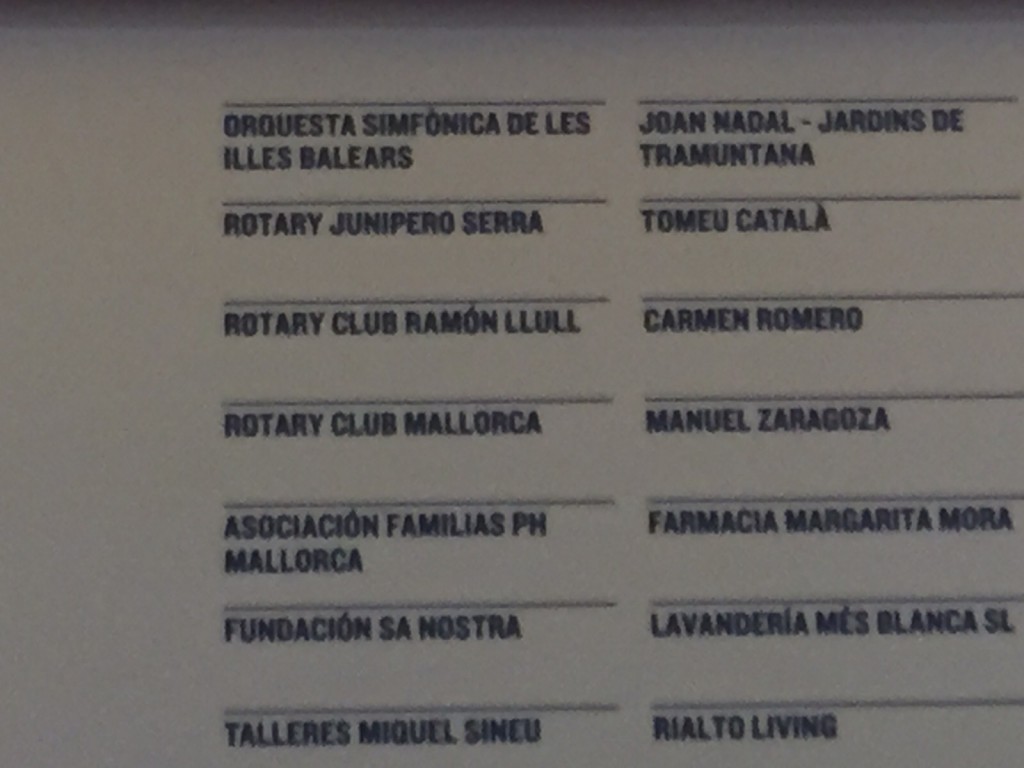 ORQUESTA SIMFÒNICA DE LES
ILLES BALEARS
ROTARY JUNIPERO SERRA
ROTARY CLUB RAMÓN LLULL
ROTARY CLUB MALLORCA
ASOCIACIÓN FAMILIAS PH
MALLORCA
FUNDACIÓN SA NOSTRA
TALLERES MIQUEL SINEU
JOAN NADAL - JARDINS DE
TRAMUNTANA
TOMEU CATALÀ
CARMEN ROMERO
MANUEL ZARAGOZA
FARMACIA MARGARITA MORA
LAVANDERÍA MÉS BLANCA SL
RIALTO LIVING